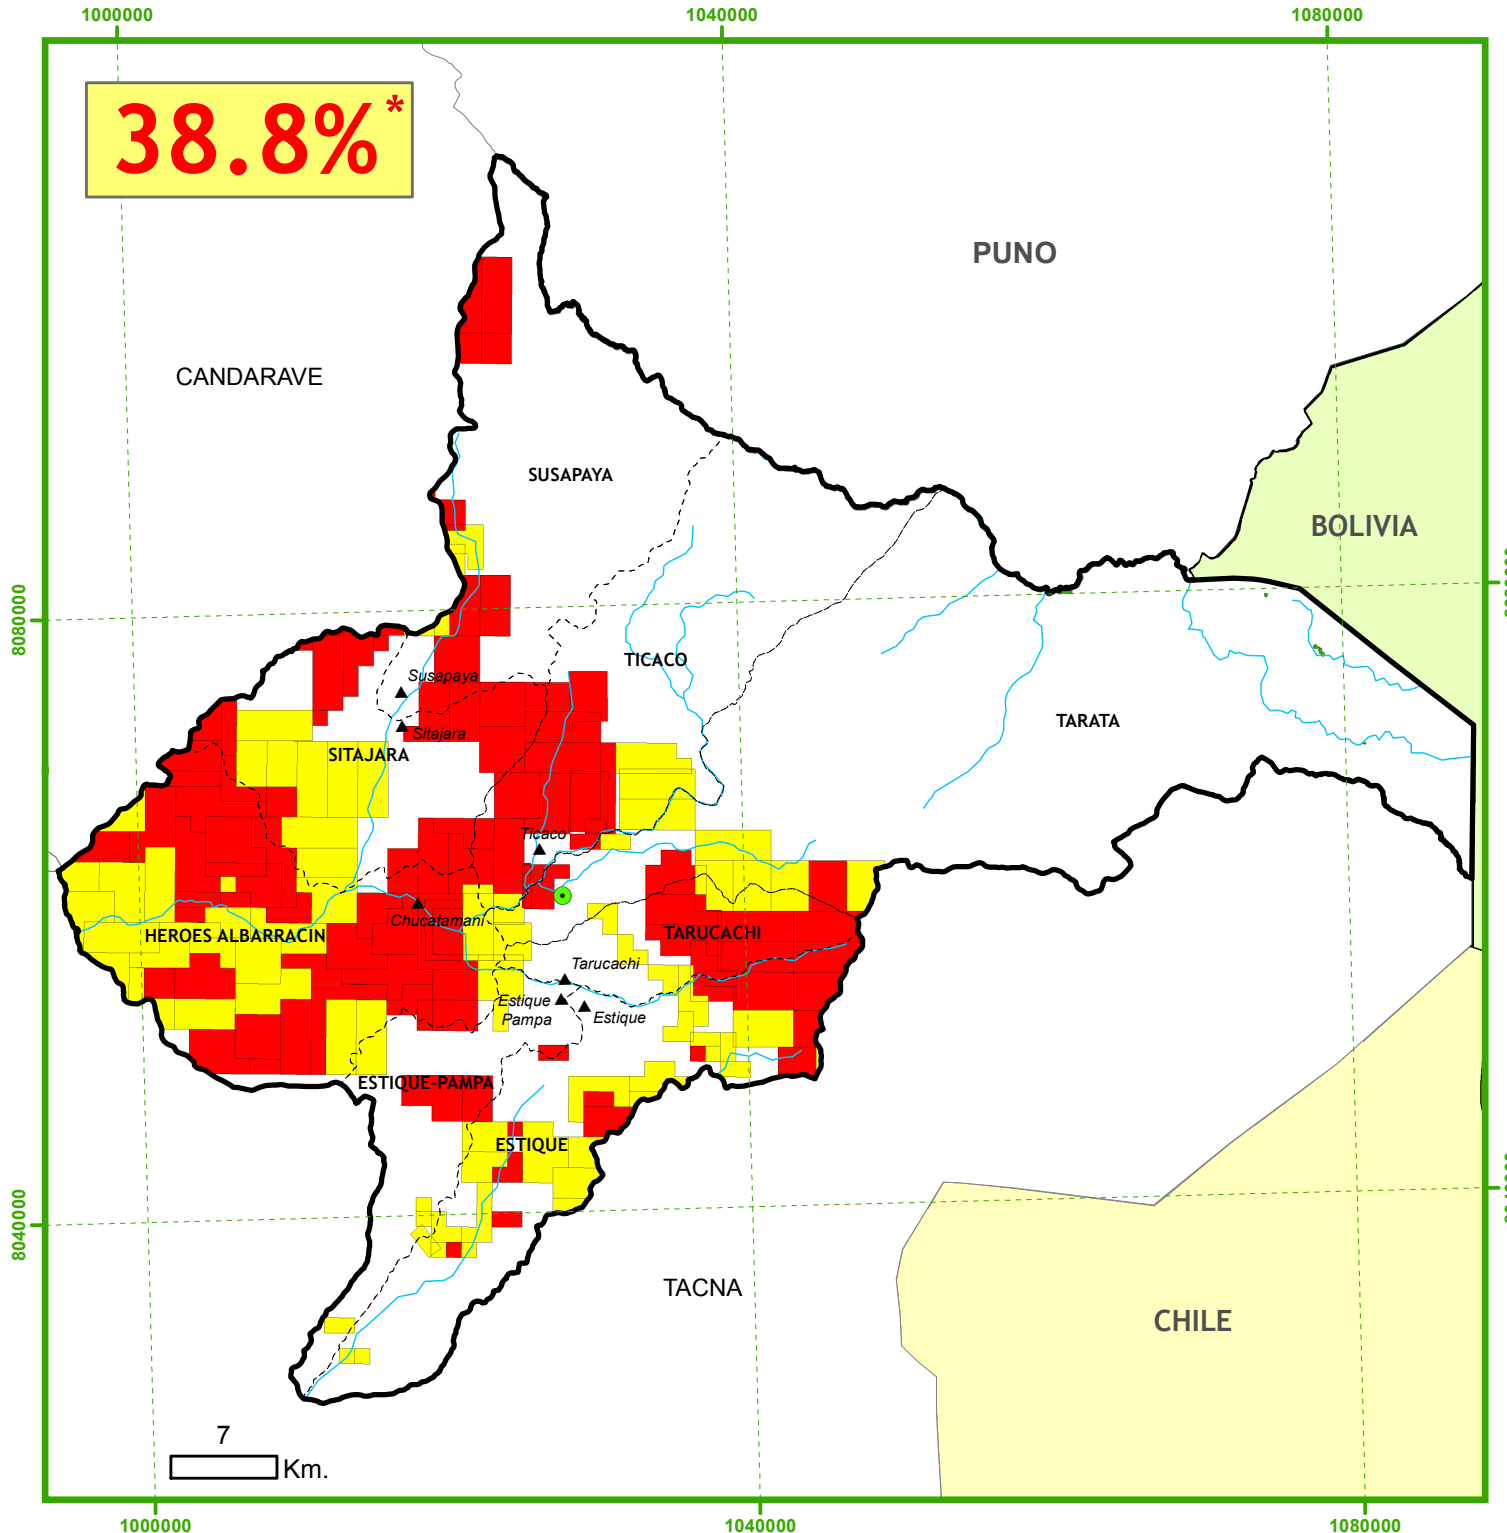 1000000
1040000
1080000
38.8%*
PUNO
CANDARAVE
SUSAPAYA
BOLIVIA
8080000
TICACO
Susapaya
TARATA
Sitajara
SITAJARA
Ticaco
Chucatamani
HEROES ALBARRACIN
TARUCACHI
Tarucachi
Estique
Pampa
Estique
ESTIQUE-PAMPA
ESTIQUE
8040000
TACNA
CHILE
7
Km.
1000000
1040000
1080000